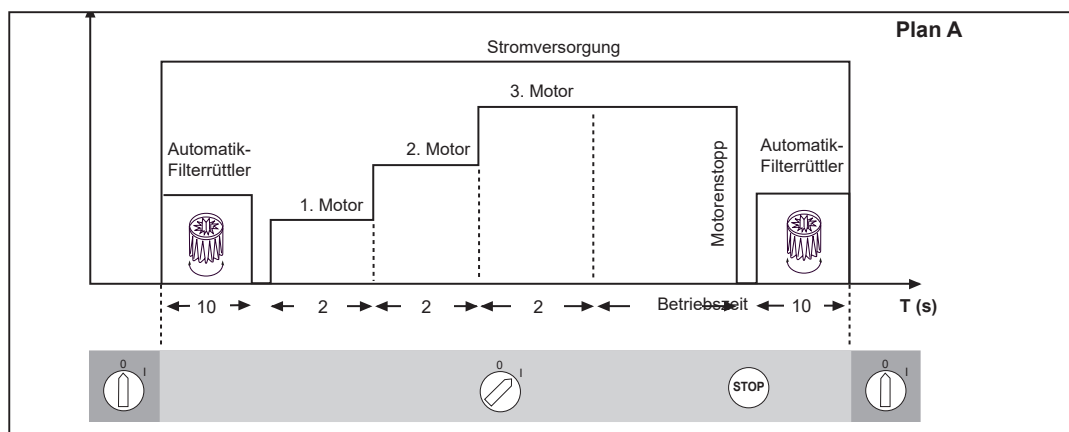 Plan A
Stromversorgung
3. Motor
2. Motor
1. Motor
Automatik-
Filterrüttler
Motorenstopp
Automatik-
Filterrüttler
10
2
2
2
Betriebszeit
10
T (s)
0
I
0
I
STOP
0
I